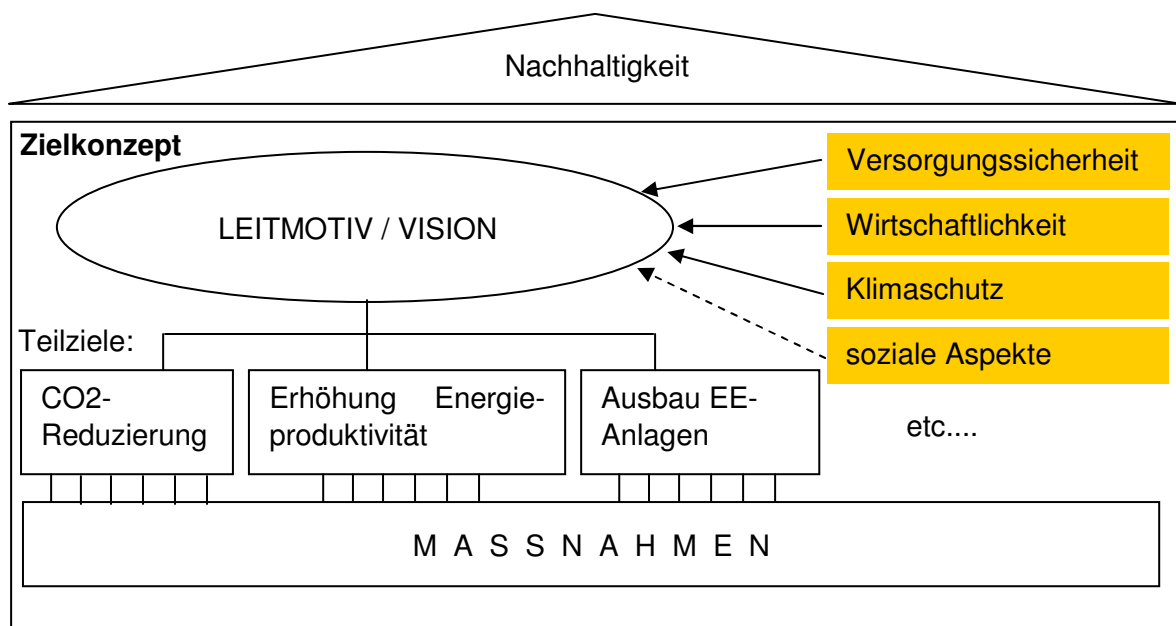 Nachhaltigkeit
Zielkonzept
LEITMOTIV / VISION
Versorgungssicherheit
Wirtschaftlichkeit
Klimaschutz
soziale Aspekte
etc....
Teilziele:
CO2-
Reduzierung
Erhöhung Energie-
produktivität
Ausbau EE-
Anlagen
M A S S N A H M E N